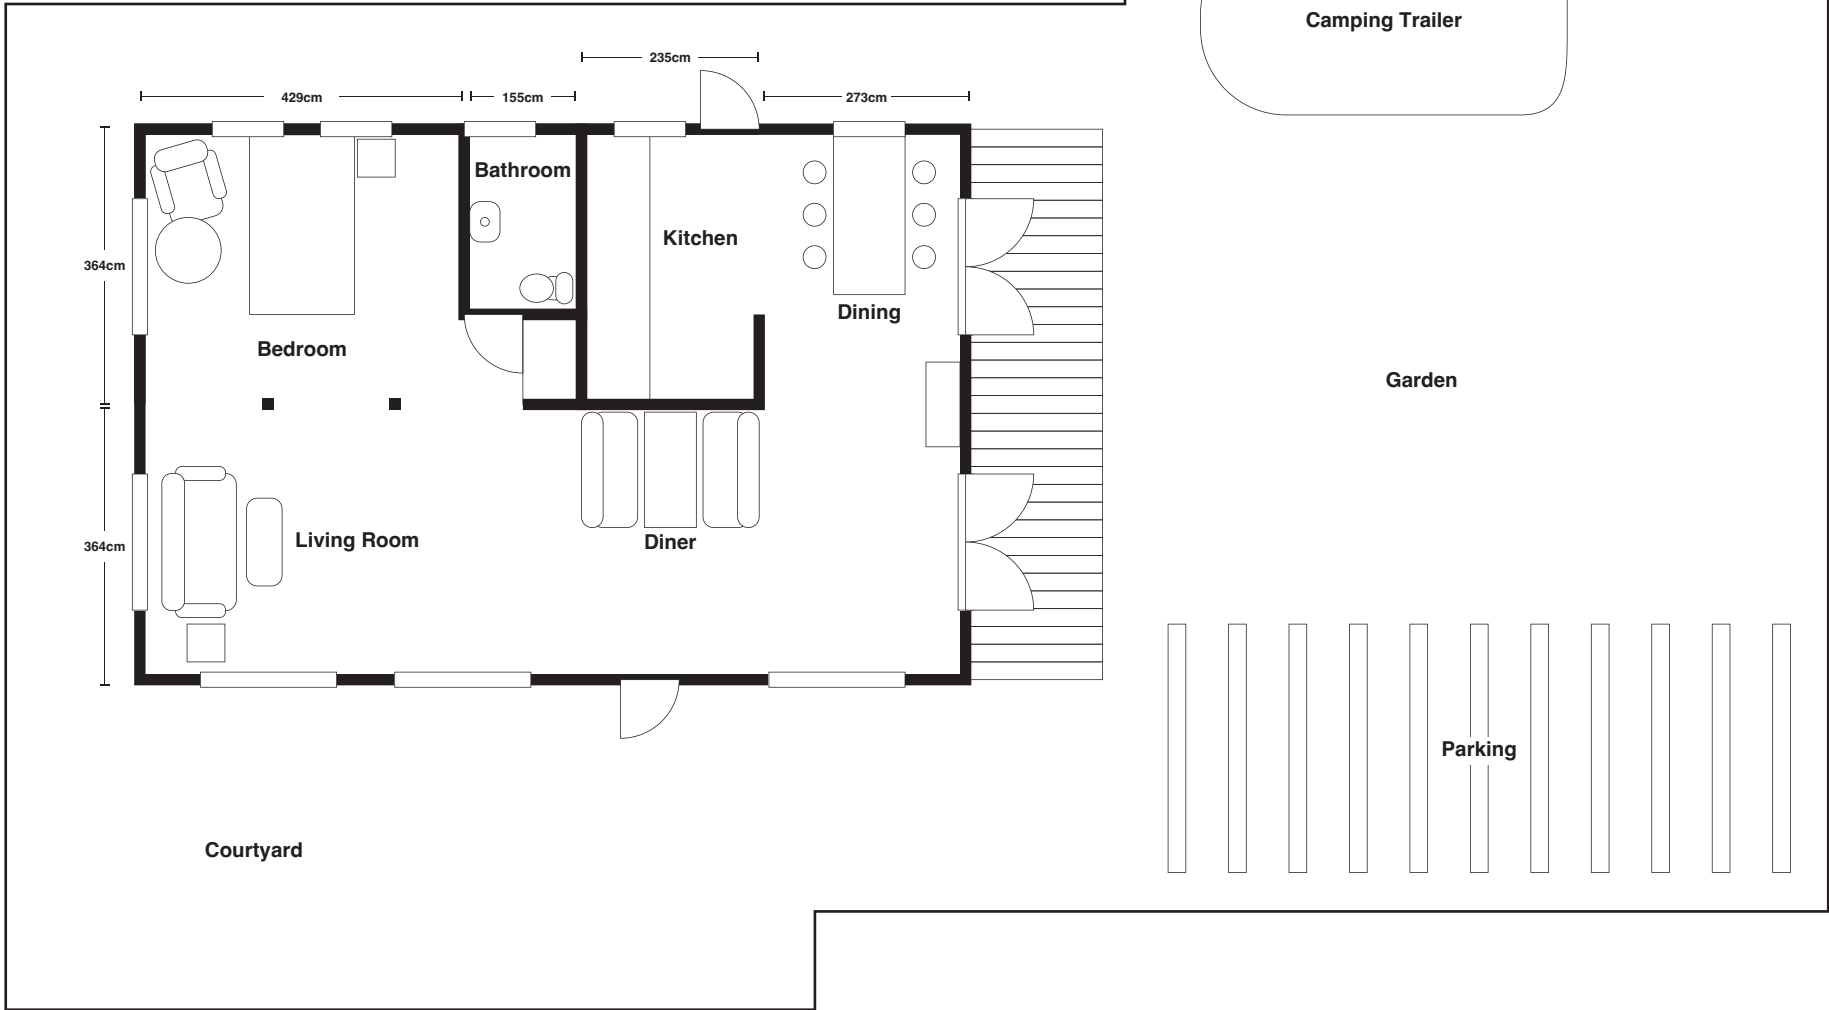 Camping Trailer
235cm
429cm
155cm
273cm
Bathroom
Kitchen
364cm
Dining
Bedroom
Garden
Living Room
Diner
364cm
Parking
Courtyard